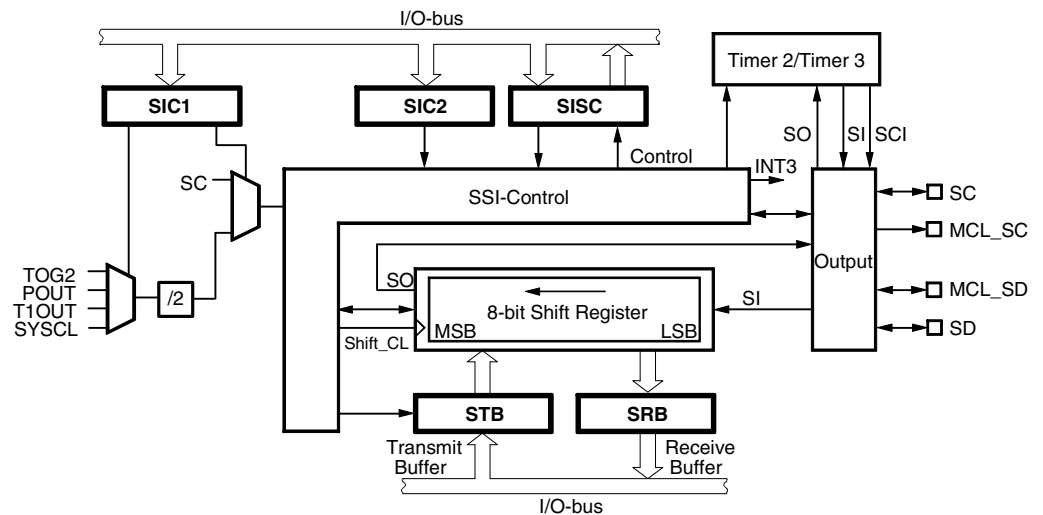 I/O-bus
Timer 2/Timer 3
SIC1
SIC2
SISC
SO
SI
SCI
Control
INT3
SC
SSI-Control
SC
MCL_SC
Output
TOG2
POUT
T1OUT
SYSCL
/2
SO
8-bit Shift Register
MSB
LSB
SI
MCL_SD
SD
Shift_CL
STB
SRB
Transmit
Buffer
Receive
Buffer
I/O-bus